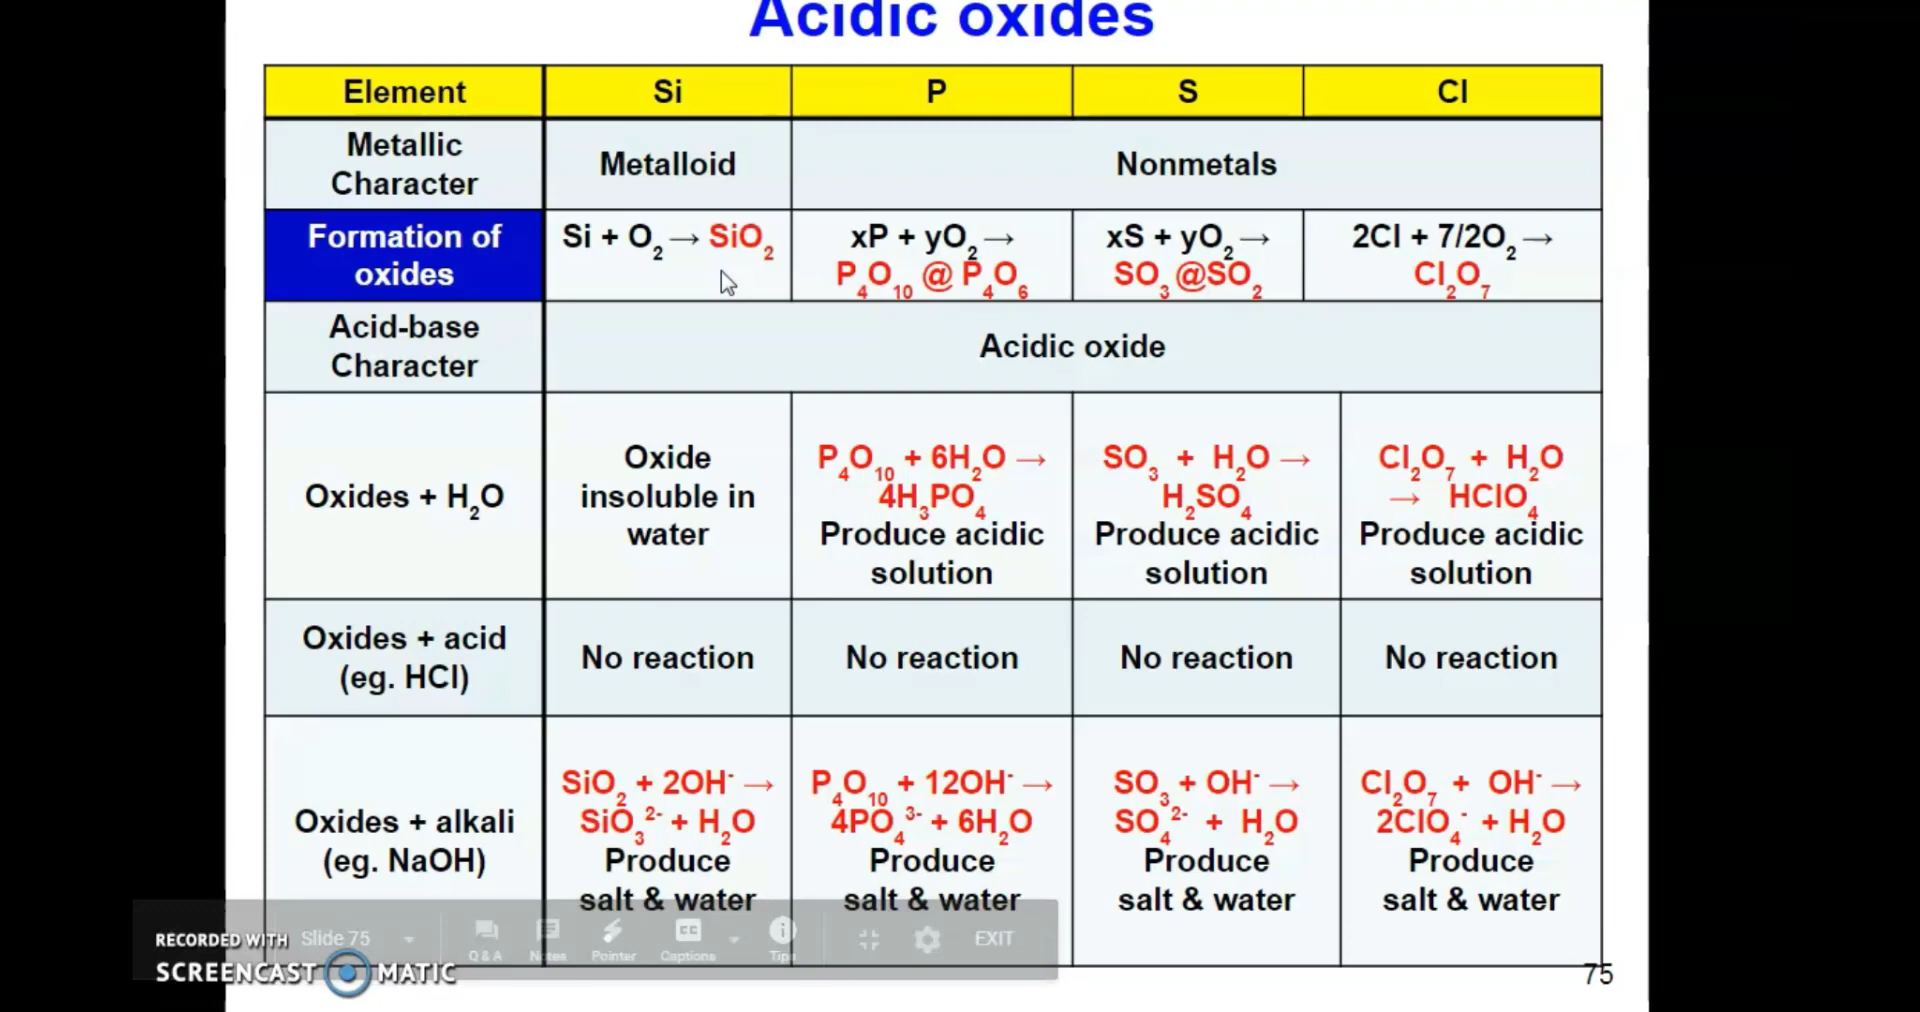 Acidic oxides
Element Si P S Cl
Metallic
Character
Metalloid
Nonmetals
Formation of
oxides
Si + O₂ → SiO₂
xP + yO₂ →
P₄O₁₀ @ P₄O₆
xS + yO₂ →
SO₃ @SO₂
2Cl + 7/2O₂ →
Cl₂O₇
Acid-base
Character
Acidic oxide
Oxides + H₂O
Oxide
insoluble in
water
P₄O₁₀ + 6H₂O →
4H₃PO₄
Produce acidic
solution
SO₃ + H₂O →
H₂SO₄
Produce acidic
solution
Cl₂O₇ + H₂O
→ HClO₄
Produce acidic
solution
Oxides + acid
(eg. HCl)
No reaction
No reaction
No reaction
No reaction
Oxides + alkali
(eg. NaOH)
SiO₂ + 2OH⁻ →
SiO₃²⁻ + H₂O
Produce
salt & water
P₄O₁₀ + 12OH⁻ →
4PO₄³⁻ + 6H₂O
Produce
salt & water
SO₃ + OH⁻ →
SO₄²⁻ + H₂O
Produce
salt & water
Cl₂O₇ + OH⁻ →
2ClO₄⁻ + H₂O
Produce
salt & water
RECORDED WITH
SCREENCAST MATIC
Slide 75
Q & A
Notes
Pointer
CC
Captions
Tips
EXIT
75